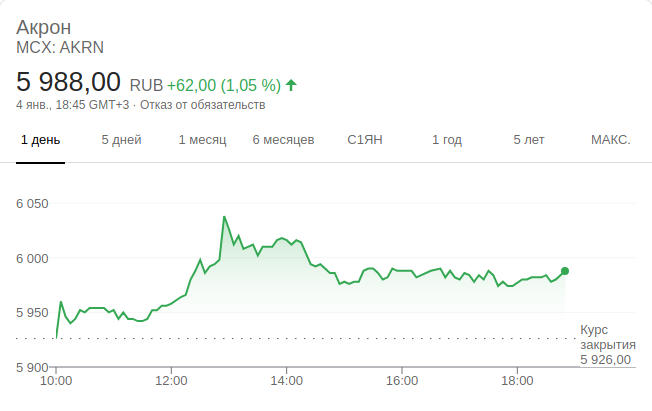 Акрон
MCX: AKRN
5 988,00 RUB +62,00 (1,05 %)
4 янв., 18:45 GMT+3 · Отказ от обязательств
1 день 5 дней 1 месяц 6 месяцев С1ЯН 1 год 5 лет МАКС.
6 050
6 000
5 950
Курс
закрытия
5 926,00
5 900
10:00 12:00 14:00 16:00 18:00